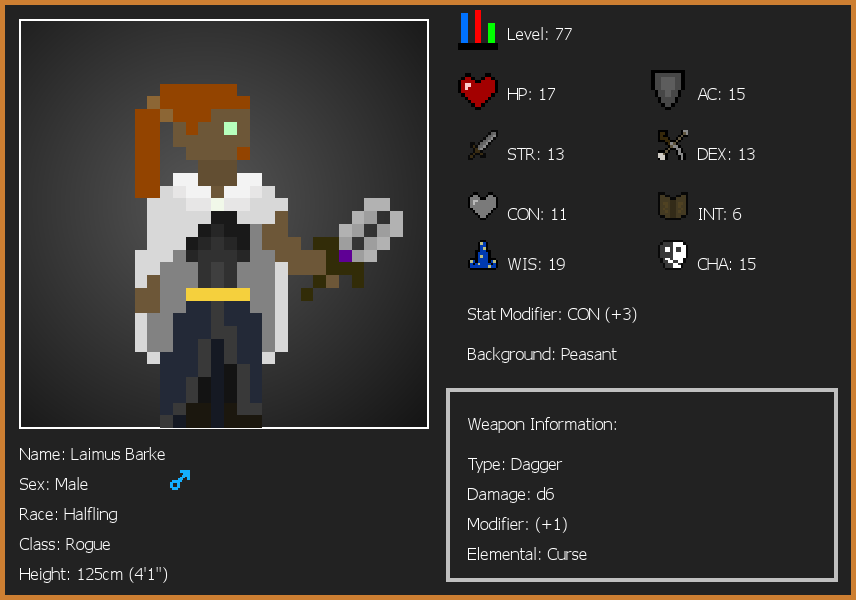 Level: 77
HP: 17
AC: 15
STR: 13
DEX: 13
CON: 11
INT: 6
WIS: 19
CHA: 15
Stat Modifier: CON (+3)
Background: Peasant
Weapon Information:
Type: Dagger
Damage: d6
Modifier: (+1)
Elemental: Curse
Name: Laimus Barke
Sex: Male
Race: Halfling
Class: Rogue
Height: 125cm (4'1")